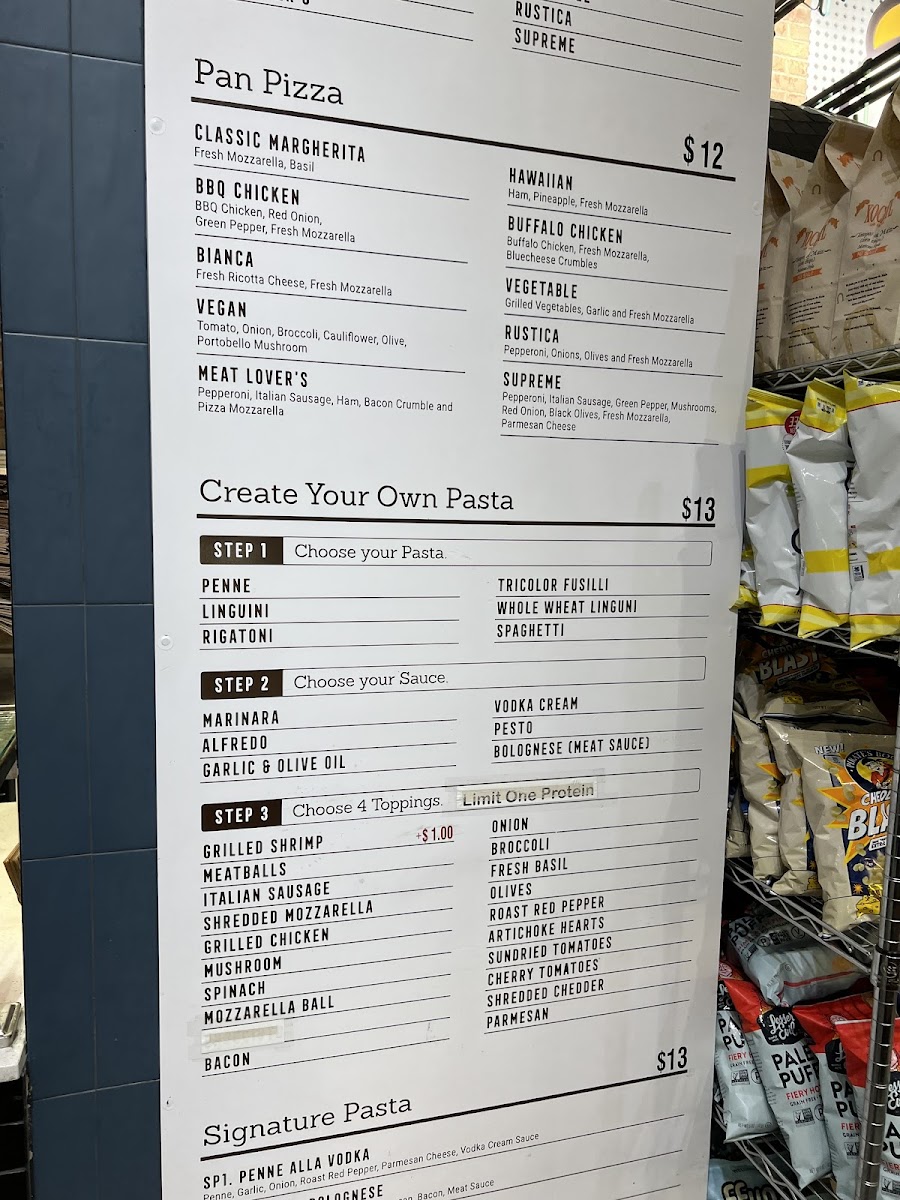 RUSTICA
SUPREME
Pan Pizza
$12
CLASSIC MARGHERITA
Fresh Mozzarella, Basil
BBQ CHICKEN
BBQ Chicken, Red Onion,
Green Pepper, Fresh Mozzarella
BIANCA
Fresh Ricotta Cheese, Fresh Mozzarella
VEGAN
Tomato, Onion, Broccoli, Cauliflower, Olive,
Portobello Mushroom
MEAT LOVER'S
Pepperoni, Italian Sausage, Ham, Bacon Crumble and
Pizza Mozzarella
HAWAIIAN
Ham, Pineapple, Fresh Mozzarella
BUFFALO CHICKEN
Buffalo Chicken, Fresh Mozzarella,
Bluecheese Crumbles
VEGETABLE
Grilled Vegetables, Garlic and Fresh Mozzarella
RUSTICA
Pepperoni, Onions, Olives and Fresh Mozzarella
SUPREME
Pepperoni, Italian Sausage, Green Pepper, Mushrooms,
Red Onion, Black Olives, Fresh Mozzarella,
Parmesan Cheese
Create Your Own Pasta
$13
STEP 1 Choose your Pasta.
PENNE
LINGUINI
RIGATONI
TRICOLOR FUSILLI
WHOLE WHEAT LINGUNI
SPAGHETTI
STEP 2 Choose your Sauce.
MARINARA
ALFREDO
GARLIC & OLIVE OIL
VODKA CREAM
PESTO
BOLOGNESE (MEAT SAUCE)
STEP 3 Choose 4 Toppings. Limit One Protein
GRILLED SHRIMP +$1.00
MEATBALLS
ITALIAN SAUSAGE
SHREDDED MOZZARELLA
GRILLED CHICKEN
MUSHROOM
SPINACH
MOZZARELLA BALL
BACON
ONION
BROCCOLI
FRESH BASIL
OLIVES
ROAST RED PEPPER
ARTICHOKE HEARTS
SUNDRIED TOMATOES
CHERRY TOMATOES
SHREDDED CHEDDER
PARMESAN
Signature Pasta
$13
SP1. PENNE ALLA VODKA
Penne, Garlic, Onion, Roast Red Pepper, Parmesan Cheese, Vodka Cream Sauce
BOLOGNESE
Bacon, Meat Sauce
BLAST
NEW!
PALE
PUFF
FIERY